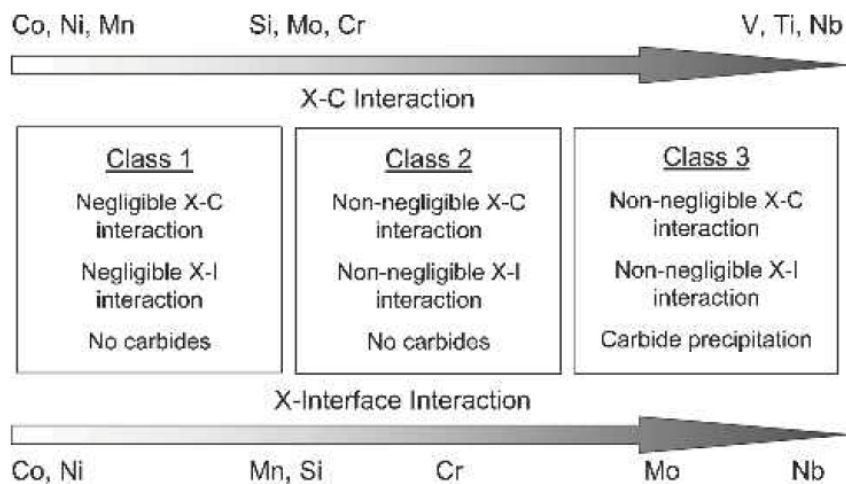 Co, Ni, Mn Si, Mo, Cr V, Ti, Nb
X-C Interaction
Class 1
Negligible X-C
interaction
Negligible X-I
interaction
No carbides
Class 2
Non-negligible X-C
interaction
Non-negligible X-I
interaction
No carbides
Class 3
Non-negligible X-C
interaction
Non-negligible X-I
interaction
Carbide precipitation
X-Interface Interaction
Co, Ni Mn, Si Cr Mo Nb